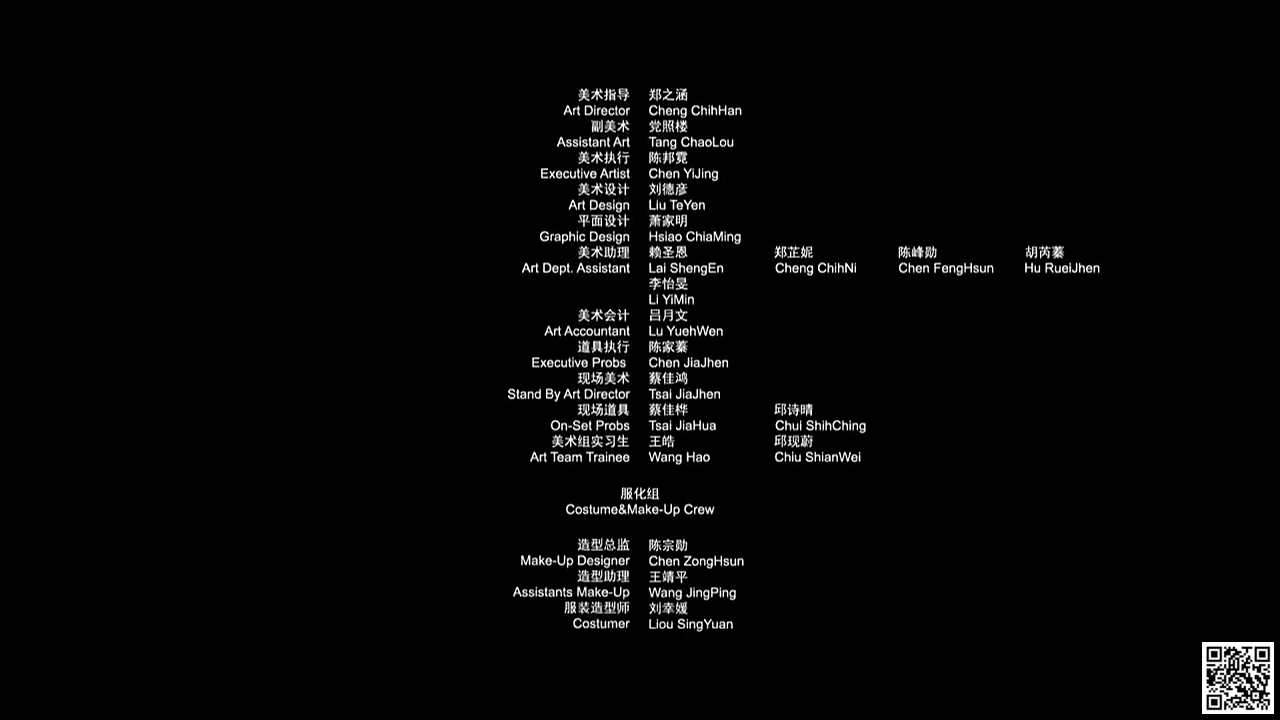 美术指导 郑之涵
Art Director Cheng ChihHan
副美术 党照楼
Assistant Art Tang ChaoLou
美术执行 陈邦霓
Executive Artist Chen YiJing
美术设计 刘德彦
Art Design Liu TeYen
平面设计 萧家明
Graphic Design Hsiao ChiaMing
美术助理 赖圣恩 郑芷妮 陈峰勋 胡芮蓁
Art Dept. Assistant Lai ShengEn Cheng ChihNi Chen FengHsun Hu RueiJhen
李怡旻
Li YiMin
美术会计 吕月文
Art Accountant Lu YuehWen
道具执行 陈家蓁
Executive Probs Chen JiaJhen
现场美术 蔡佳鸿
Stand By Art Director Tsai JiaJhen
现场道具 蔡佳桦 邱诗晴
On-Set Probs Tsai JiaHua Chui ShihChing
美术组实习生 王皓 邱现蔚
Art Team Trainee Wang Hao Chiu ShianWei
服化组
Costume&Make-Up Crew
造型总监 陈宗勋
Make-Up Designer Chen ZongHsun
造型助理 王靖平
Assistants Make-Up Wang JingPing
服装造型师 刘幸媛
Costumer Liou SingYuan